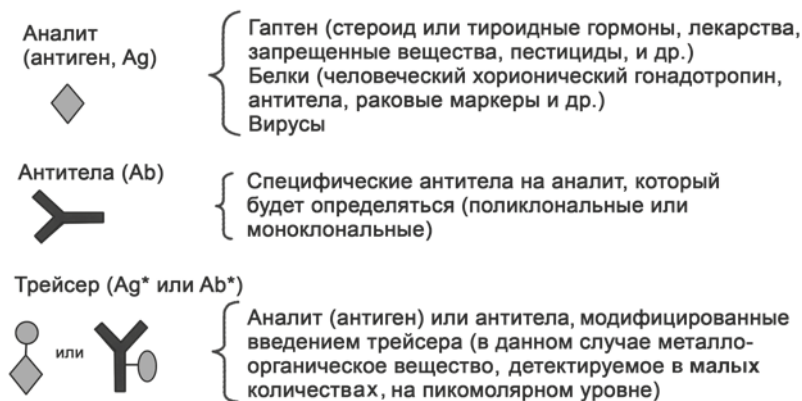 Аналит
(антиген, Ag)
Гаптен (стероид или тироидные гормоны, лекарства,
запрещенные вещества, пестициды, и др.)
Белки (человеческий хорионический гонадотропин,
антитела, раковые маркеры и др.)
Вирусы
Антитела (Ab)
Специфические антитела на аналит, который
будет определяться (поликлональные или
моноклональные)
Трейсер (Ag* или Ab*)
или
Аналит (антиген) или антитела, модифицированные
введением трейсера (в данном случае металло-
органическое вещество, детектируемое в малых
количествах, на пикомолярном уровне)